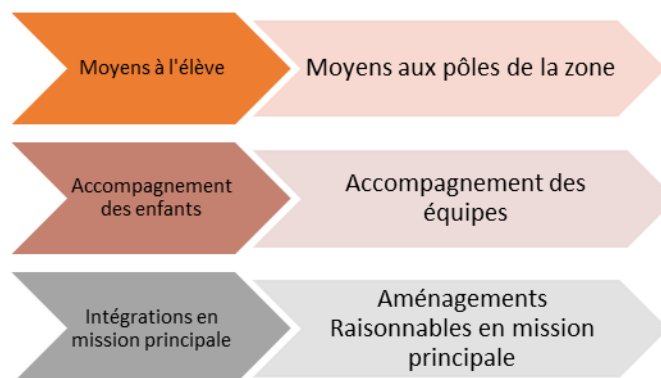 Moyens à l'élève
Moyens aux pôles de la zone
Accompagnement
des enfants
Accompagnement des
équipes
Intégrations en
mission principale
Aménagements
Raisonnables en mission
principale